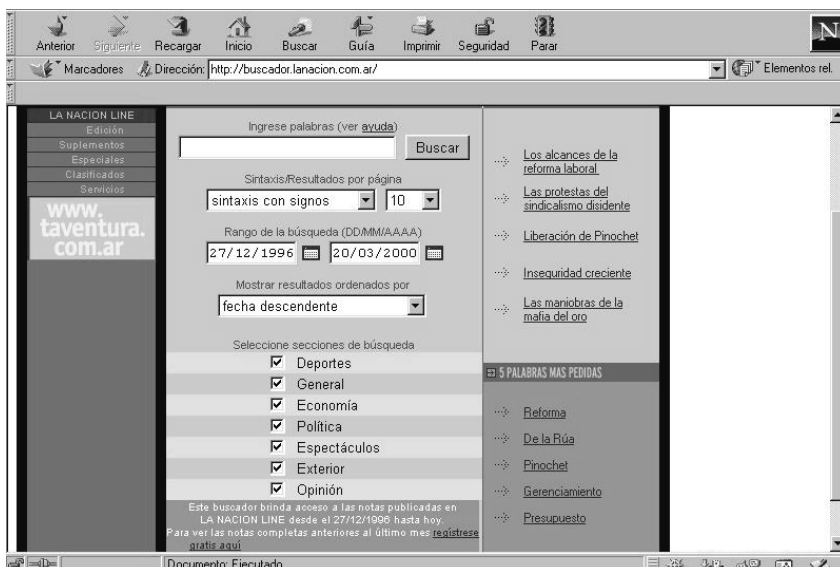 Anterior Siguiente Recargar Inicio Buscar Guía Imprimir Seguridad Parar N
Marcadores Dirección: http://buscador.lanacion.com.ar/ Elementos rel.
LA NACION LINE
Edición
Suplementos
Especiales
Clasificados
Servicios
www.
taventura.
com.ar
Ingrese palabras (ver ayuda)
Buscar
Sintaxis/Resultados por página
sintaxis con signos 10
Rango de la búsqueda (DD/MM/AAAA)
27/12/1996 20/03/2000
Mostrar resultados ordenados por
fecha descendente
Seleccione secciones de búsqueda
Deportes
General
Economía
Política
Espectáculos
Exterior
Opinión
Este buscador brinda acceso a las notas publicadas en
LA NACION LINE desde el 27/12/1996 hasta hoy.
Para ver las notas completas anteriores al último mes regístrese
gratis aquí
Los alcances de la
reforma laboral
Las protestas del
sindicalismo disidente
Liberación de Pinochet
Inseguridad creciente
Las maniobras de la
mafia del oro
5 PALABRAS MAS PEDIDAS
Reforma
De la Rúa
Pinochet
Gerenciamiento
Presupuesto
Documento: Ejecutado